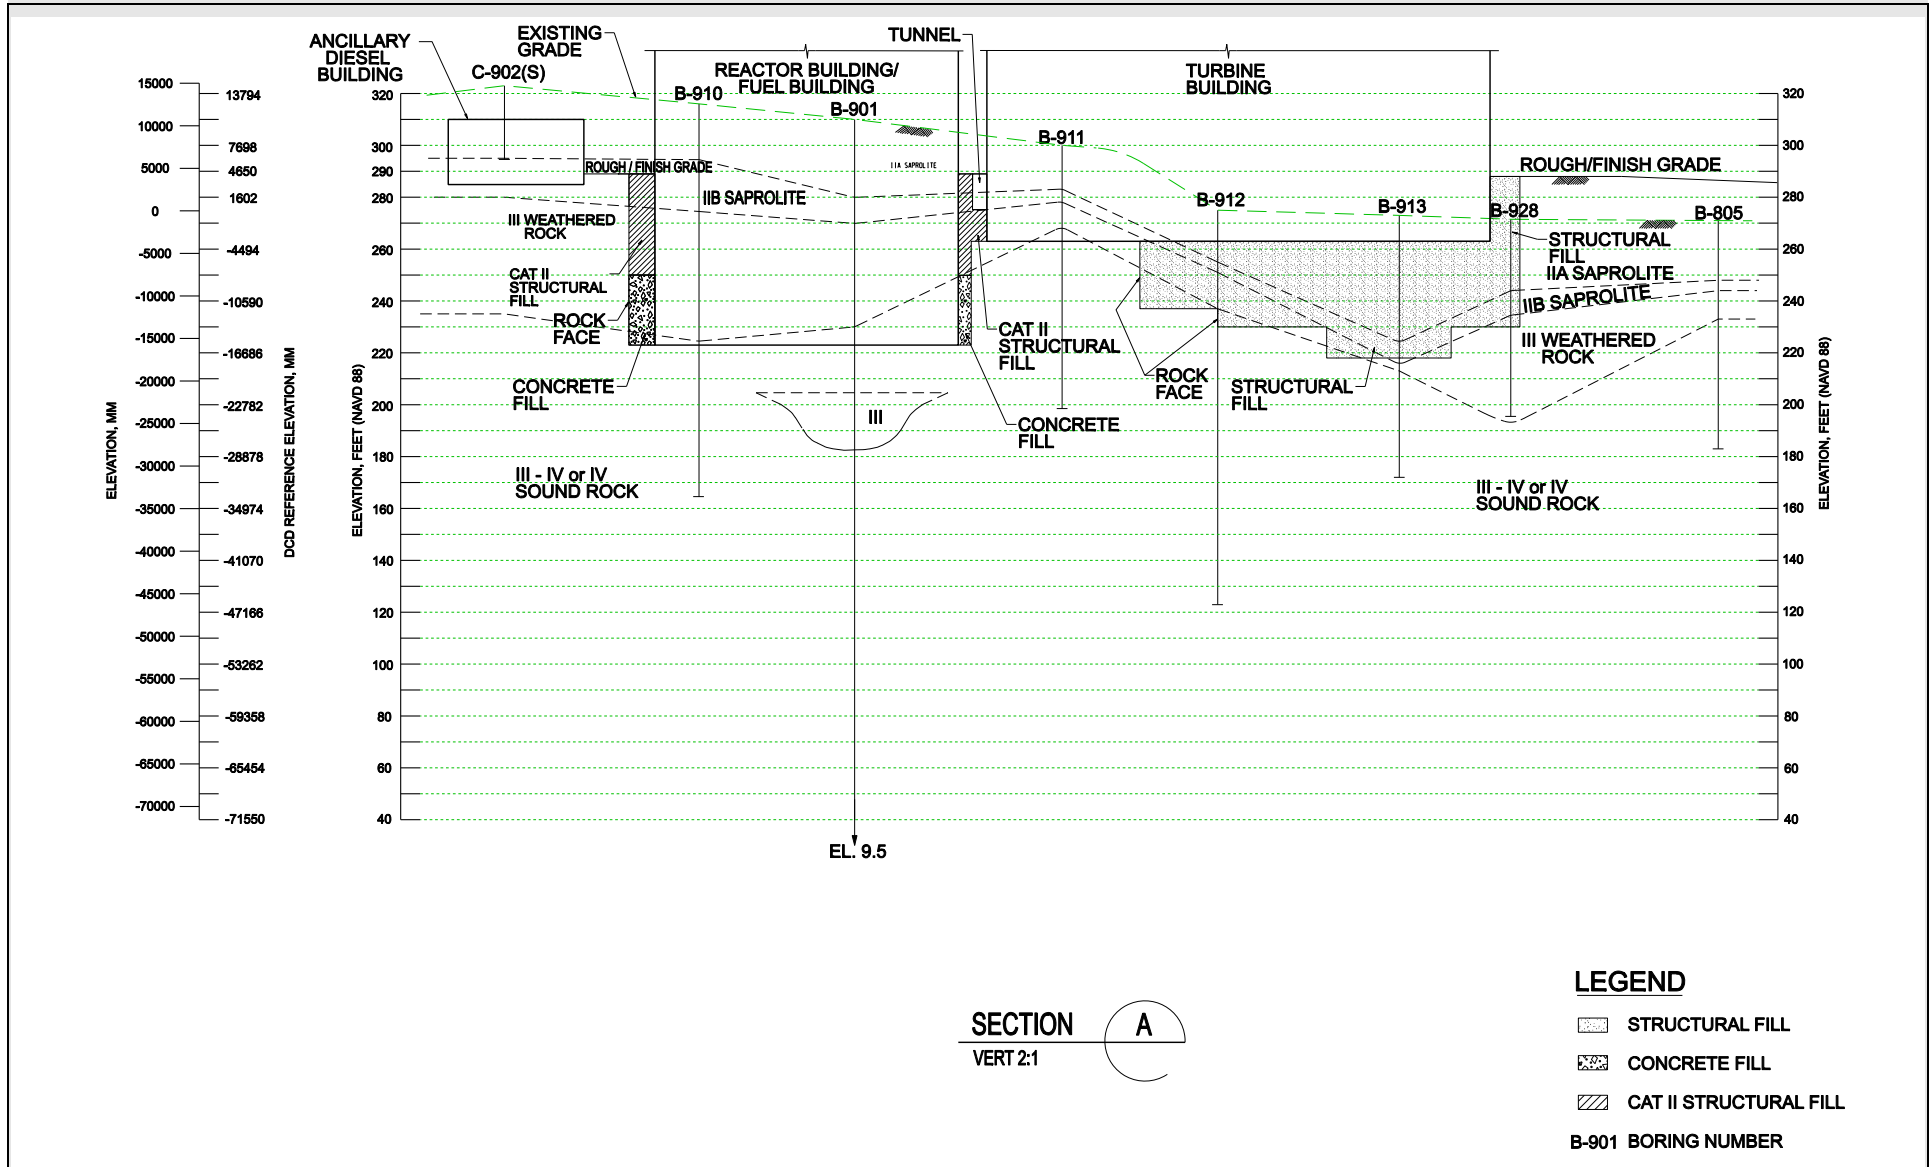 ANCILLARY
DIESEL
BUILDING
EXISTING
GRADE
C-902(S)
REACTOR BUILDING/
FUEL BUILDING
B-910
B-901
TUNNEL
TURBINE
BUILDING
B-911
B-912
B-913
B-928
B-805
ROUGH/FINISH GRADE
ROUGH / FINISH GRADE
IIA SAPROLITE
IIB SAPROLITE
III WEATHERED
ROCK
CAT II
STRUCTURAL
FILL
ROCK
FACE
CONCRETE
FILL
III
CAT II
STRUCTURAL
FILL
CONCRETE
FILL
ROCK
FACE
STRUCTURAL
FILL
STRUCTURAL
FILL
IIA SAPROLITE
IIB SAPROLITE
III WEATHERED
ROCK
III - IV or IV
SOUND ROCK
III - IV or IV
SOUND ROCK
EL. 9.5
15000
10000
5000
0
-5000
-10000
-15000
-20000
-25000
-30000
-35000
-40000
-45000
-50000
-55000
-60000
-65000
-70000
ELEVATION, MM
13794
7698
4650
1602
-4494
-10590
-16686
-22782
-28878
-34974
-41070
-47166
-53262
-59358
-65454
-71550
DCD REFERENCE ELEVATION, MM
320
300
290
280
260
240
220
200
180
160
140
120
100
80
60
40
ELEVATION, FEET (NAVD 88)
320
300
280
260
240
220
200
180
160
140
120
100
80
60
40
ELEVATION, FEET (NAVD 88)
SECTION A
VERT 2:1
LEGEND
STRUCTURAL FILL
CONCRETE FILL
CAT II STRUCTURAL FILL
B-901 BORING NUMBER